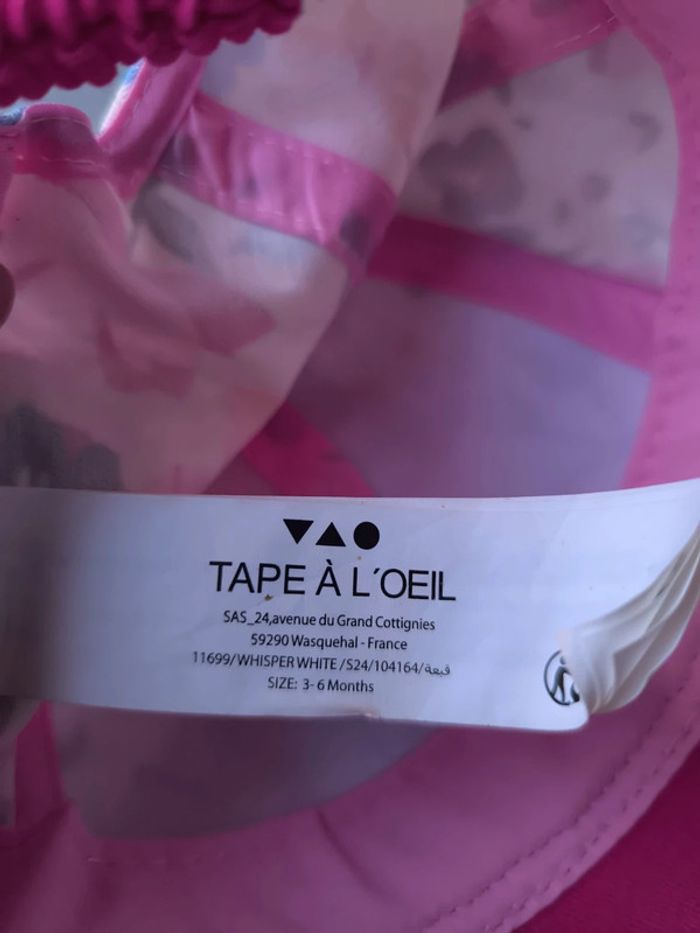 TAPE À L'OEIL
SAS_24,avenue du Grand Cottignies
59290 Wasquehal - France
11699/WHISPER WHITE /S24/104164/قبعة
SIZE: 3-6 Months